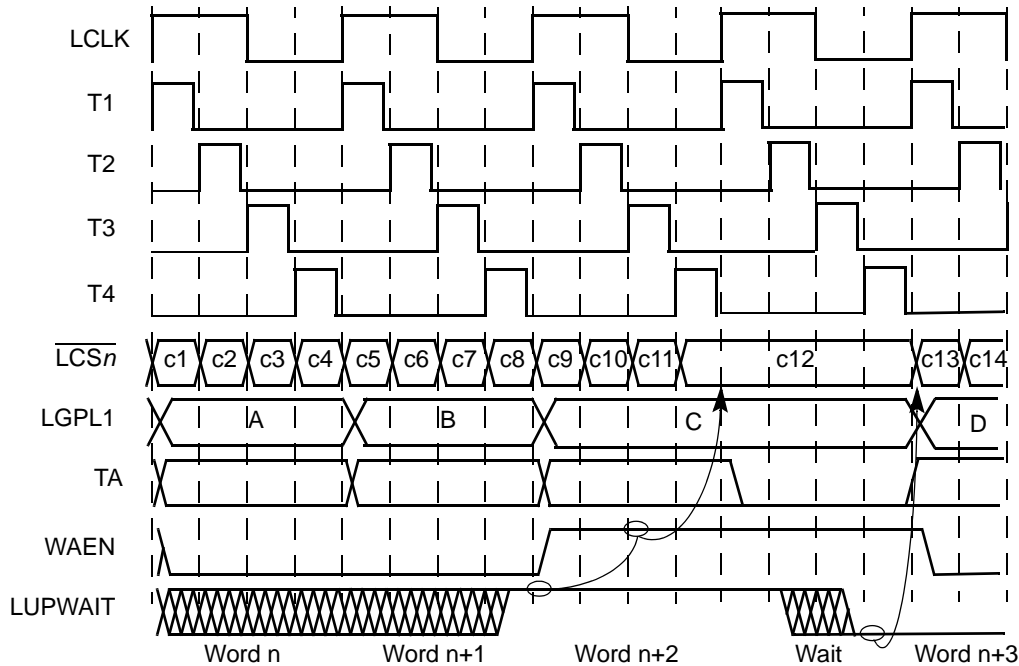 LCLK
T1
T2
T3
T4
LCSn c1 c2 c3 c4 c5 c6 c7 c8 c9 c10 c11 c12 c13 c14
LGPL1 A B C D
TA
WAEN
LUPWAIT
Word n Word n+1 Word n+2 Wait Word n+3